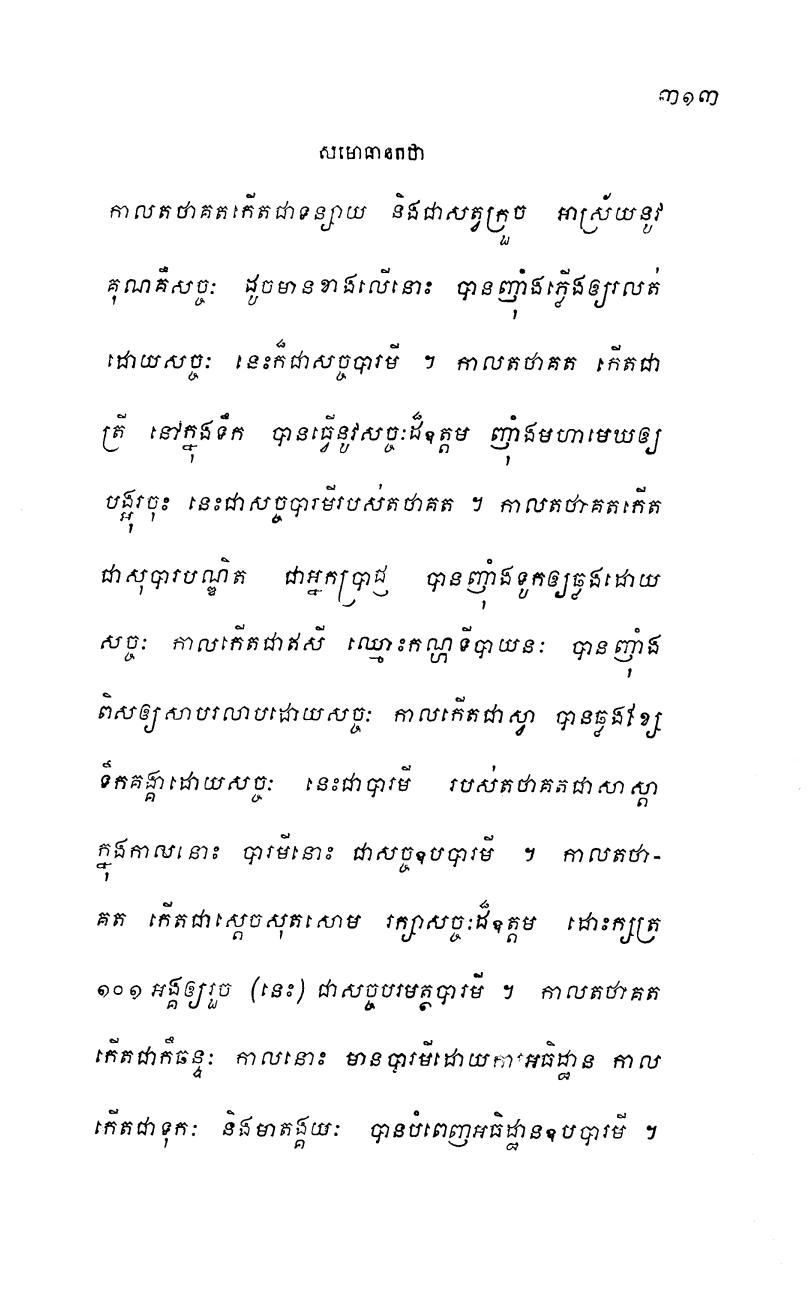 ៣១៣
សមោធានកថា
កាលតថាគតកើតជាទន្សាយ និងជាសត្វក្រួច អាស្រ័យនូវ
គុណគឺសច្ចៈ ដូចមានខាងលើនោះ បានញុំាងភ្លើងឲ្យរលត់
ដោយសច្ចៈ នេះក៏ជាសច្ចបារមី ។ កាលតថាគត កើតជា
ត្រី នៅក្នុងទឹក បានធ្វើនូវសច្ចៈដ៏ឧត្តម ញុំាងមហាមេឃឲ្យ
បង្អុរចុះ នេះជាសច្ចបារមីរបស់តថាគត ។ កាលតថាគតកើត
ជាសុបារបណ្ឌិត ជាអ្នកប្រាជ្ញ បានញុំាងទូកឲ្យឆ្លងដោយ
សច្ចៈ កាលកើតជាឥសី ឈ្មោះកណ្ហទីបាយនៈ បានញុំាង
ពិសឲ្យសាបរលាបដោយសច្ចៈ កាលកើតជាស្វា បានឆ្លងខ្សែ
ទឹកគង្គាដោយសច្ចៈ នេះជាបារមី របស់តថាគតជាសាស្តា
ក្នុងកាលនោះ បារមីនោះ ជាសច្ចឧបបារមី ។ កាលតថា-
គត កើតជាស្តេចសុតសោម រក្សាសច្ចៈដ៏ឧត្តម ដោះក្សត្រ
១០១ អង្គឲ្យរួច (នេះ) ជាសច្ចបរមត្ថបារមី ។ កាលតថាគត
កើតជាកឹធន្ទៈ កាលនោះ មានបារមីដោយការអធិដ្ឋាន កាល
កើតជាទុកៈ និងមាតង្គយៈ បានបំពេញអធិដ្ឋានឧបបារមី ។